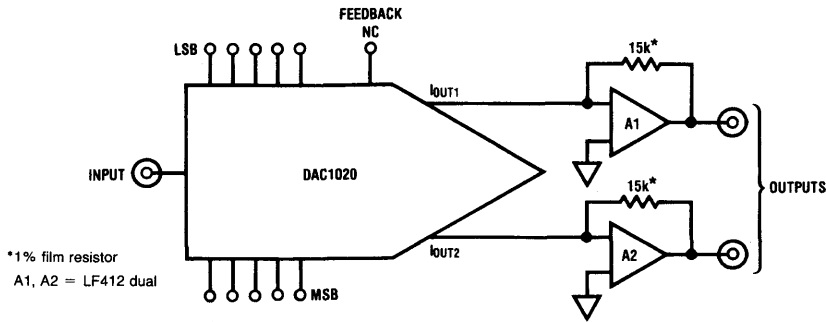 FEEDBACK
NC
LSB
15k*
IOUT1
A1
INPUT
DAC1020
OUTPUTS
15k*
*1% film resistor
A1, A2 = LF412 dual
IOUT2
A2
MSB